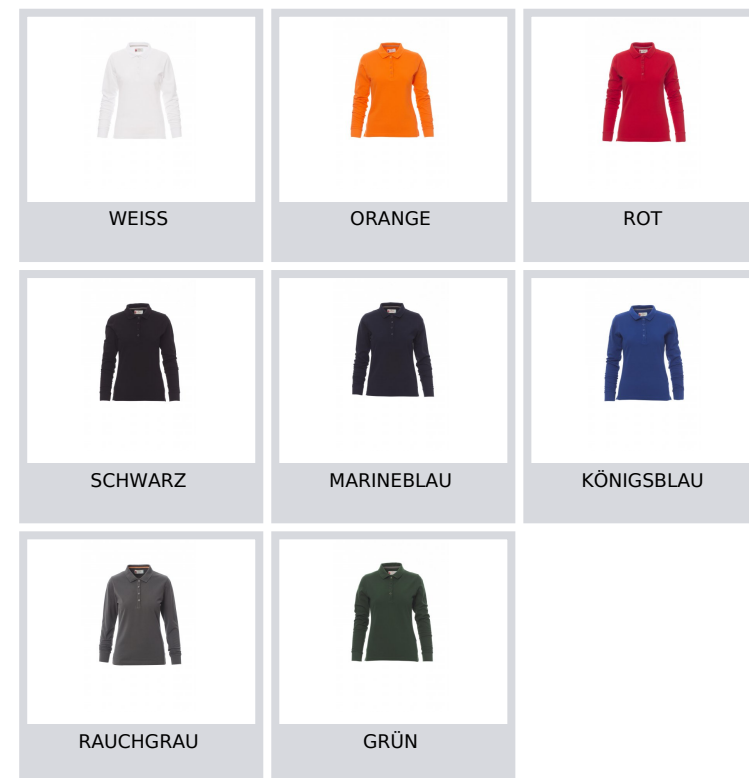 WEISS
ORANGE
ROT
SCHWARZ
MARINEBLAU
KÖNIGSBLAU
RAUCHGRAU
GRÜN